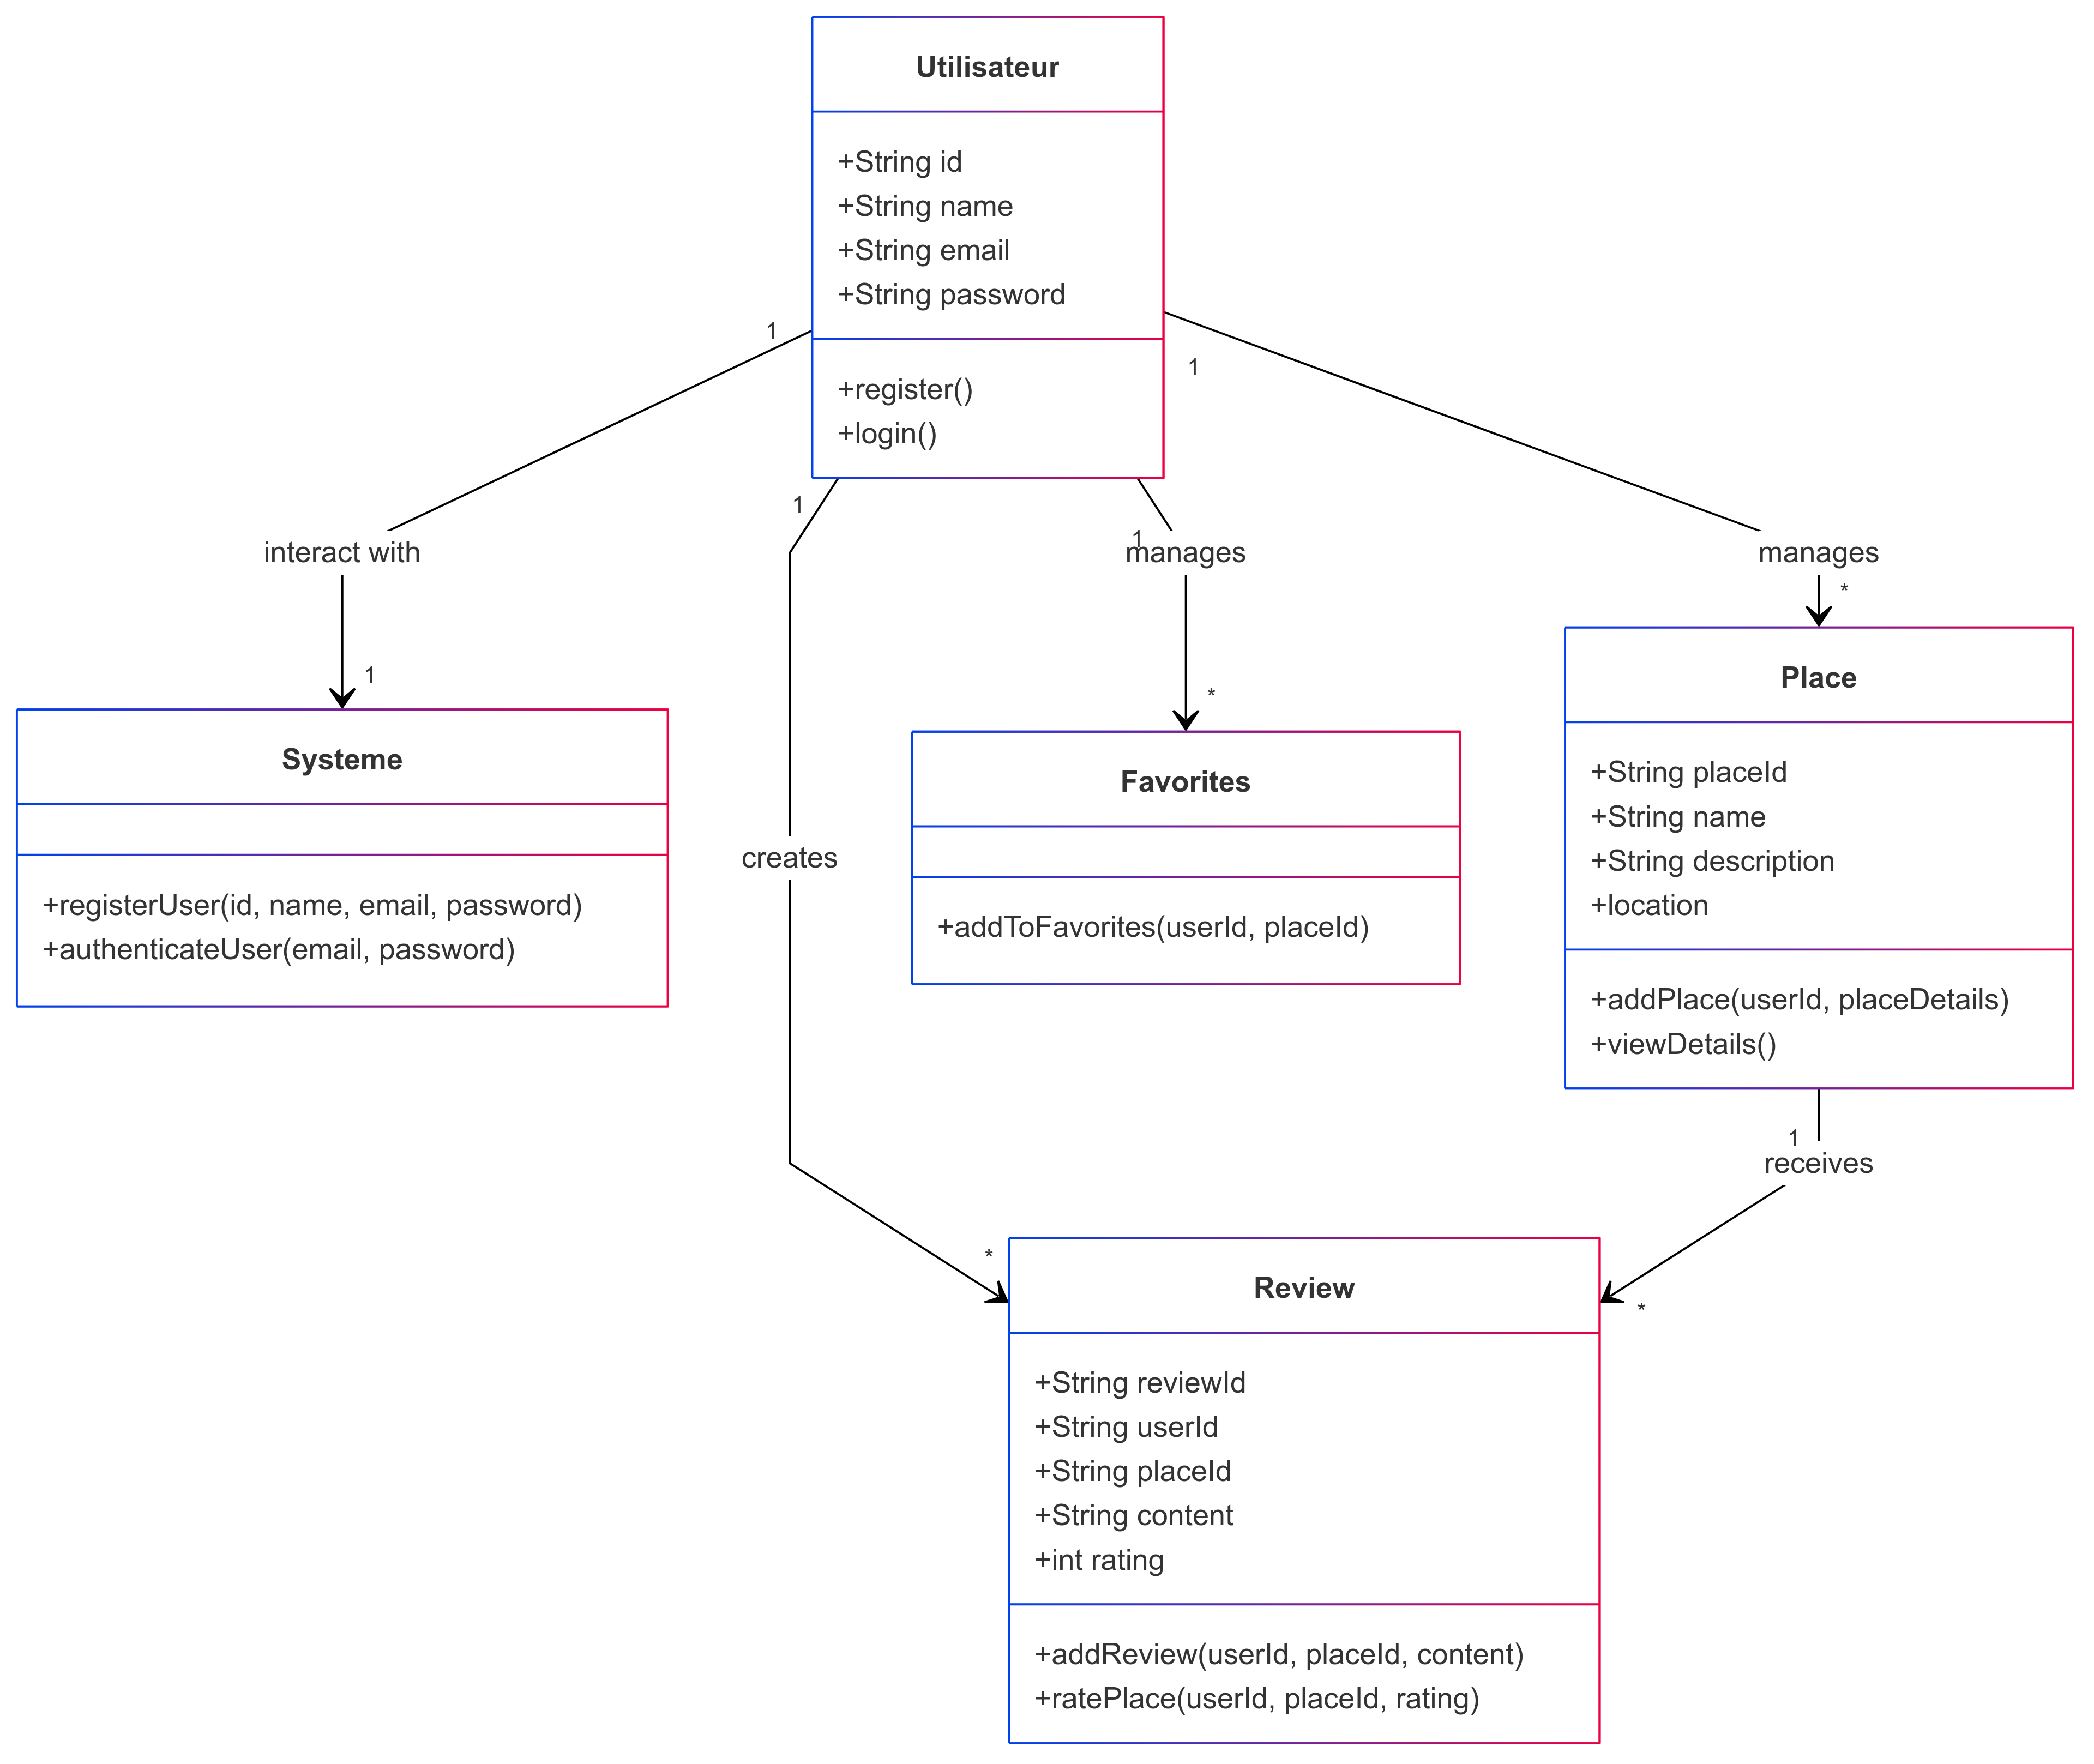 Utilisateur
+String id
+String name
+String email
+String password
+register()
+login()
1
1
1
1
interact with
manages
manages
1
*
*
Systeme
+registerUser(id, name, email, password)
+authenticateUser(email, password)
creates
Favorites
+addToFavorites(userId, placeId)
Place
+String placeId
+String name
+String description
+location
+addPlace(userId, placeDetails)
+viewDetails()
1
receives
*
*
Review
+String reviewId
+String userId
+String placeId
+String content
+int rating
+addReview(userId, placeId, content)
+ratePlace(userId, placeId, rating)